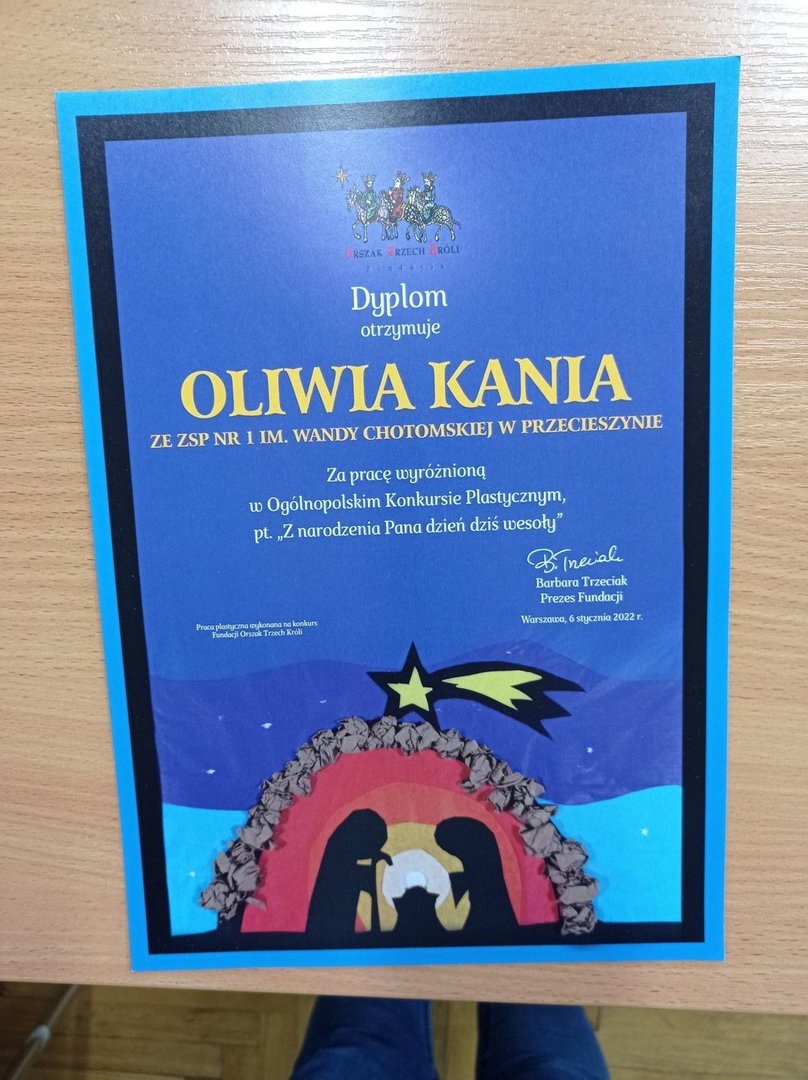 ORSZAK TRZECH KRÓLI
Fundacja
Dyplom
otrzymuje
OLIWIA KANIA
ZE ZSP NR 1 IM. WANDY CHOTOMSKIEJ W PRZECIESZYNIE
Za pracę wyróżnioną
w Ogólnopolskim Konkursie Plastycznym,
pt. „Z narodzenia Pana dzień dziś wesoły”
B. Trzeciak
Barbara Trzeciak
Prezes Fundacji
Warszawa, 6 stycznia 2022 r.
Praca plastyczna wykonana na konkurs
Fundacji Orszak Trzech Króli